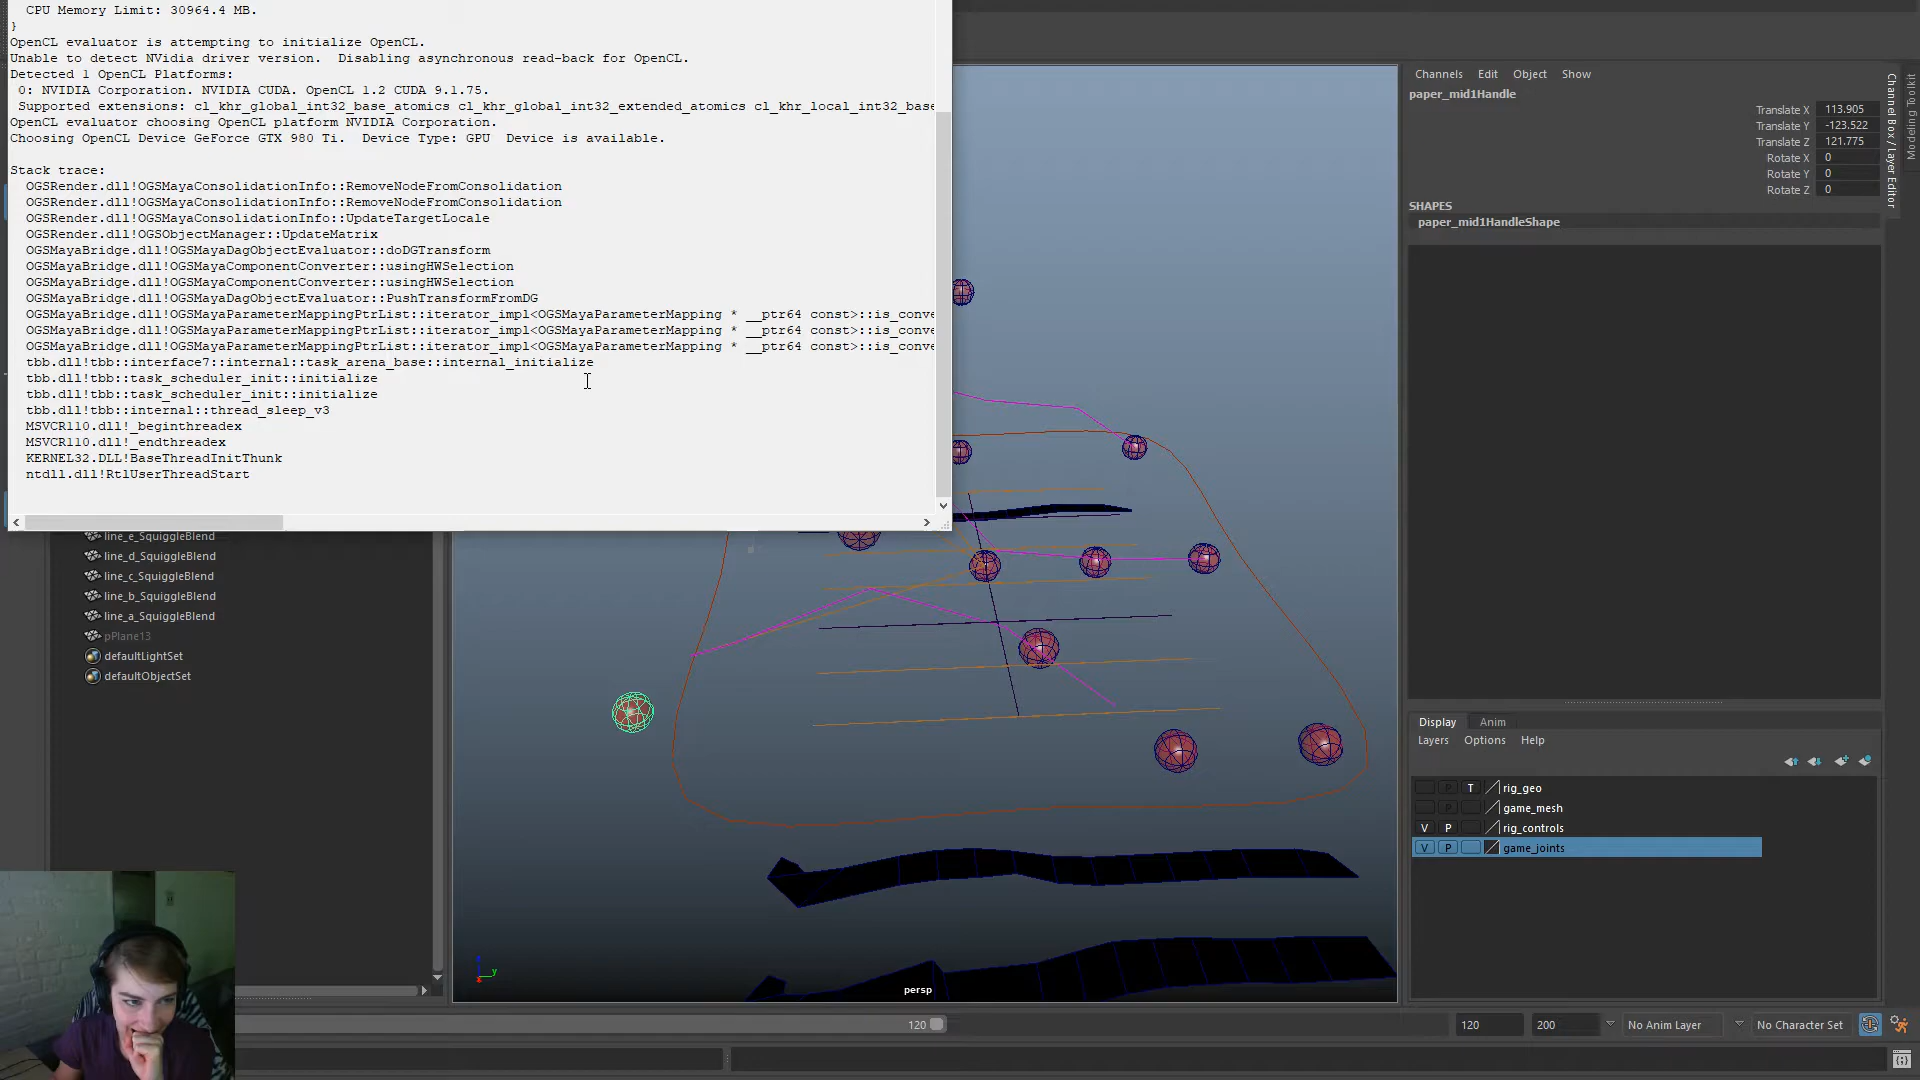 CPU Memory Limit: 30964.4 MB.
}
OpenCL evaluator is attempting to initialize OpenCL.
Unable to detect NVidia driver version.  Disabling asynchronous read-back for OpenCL.
Detected 1 OpenCL Platforms:
0: NVIDIA Corporation. NVIDIA CUDA. OpenCL 1.2 CUDA 9.1.75.
Supported extensions: cl_khr_global_int32_base_atomics cl_khr_global_int32_extended_atomics cl_khr_local_int32_base
OpenCL evaluator choosing OpenCL platform NVIDIA Corporation.
Choosing OpenCL Device GeForce GTX 980 Ti.  Device Type: GPU  Device is available.
Stack trace:
OGSRender.dll!OGSMayaConsolidationInfo::RemoveNodeFromConsolidation
OGSRender.dll!OGSMayaConsolidationInfo::RemoveNodeFromConsolidation
OGSRender.dll!OGSMayaConsolidationInfo::UpdateTargetLocale
OGSRender.dll!OGSObjectManager::UpdateMatrix
OGSMayaBridge.dll!OGSMayaDagObjectEvaluator::doDGTransform
OGSMayaBridge.dll!OGSMayaComponentConverter::usingHWSelection
OGSMayaBridge.dll!OGSMayaComponentConverter::usingHWSelection
OGSMayaBridge.dll!OGSMayaDagObjectEvaluator::PushTransformFromDG
OGSMayaBridge.dll!OGSMayaParameterMappingPtrList::iterator_impl<OGSMayaParameterMapping * __ptr64 const>::is_conve
OGSMayaBridge.dll!OGSMayaParameterMappingPtrList::iterator_impl<OGSMayaParameterMapping * __ptr64 const>::is_conve
OGSMayaBridge.dll!OGSMayaParameterMappingPtrList::iterator_impl<OGSMayaParameterMapping * __ptr64 const>::is_conve
tbb.dll!tbb::interface7::internal::task_arena_base::internal_initialize
tbb.dll!tbb::task_scheduler_init::initialize
tbb.dll!tbb::task_scheduler_init::initialize
tbb.dll!tbb::internal::thread_sleep_v3
MSVCR110.dll!_beginthreadex
MSVCR110.dll!_endthreadex
KERNEL32.DLL!BaseThreadInitThunk
ntdll.dll!RtlUserThreadStart
line_e_SquiggleBlend
line_d_SquiggleBlend
line_c_SquiggleBlend
line_b_SquiggleBlend
line_a_SquiggleBlend
pPlane13
defaultLightSet
defaultObjectSet
y
persp
Channels Edit Object Show
paper_mid1Handle
Translate X 113.905
Translate Y -123.522
Translate Z 121.775
Rotate X 0
Rotate Y 0
Rotate Z 0
SHAPES
paper_mid1HandleShape
Channel Box / Layer Editor
Modeling Toolkit
Display Anim
Layers Options Help
P T rig_geo
P game_mesh
V P rig_controls
V P game_joints
120 120 200 No Anim Layer No Character Set